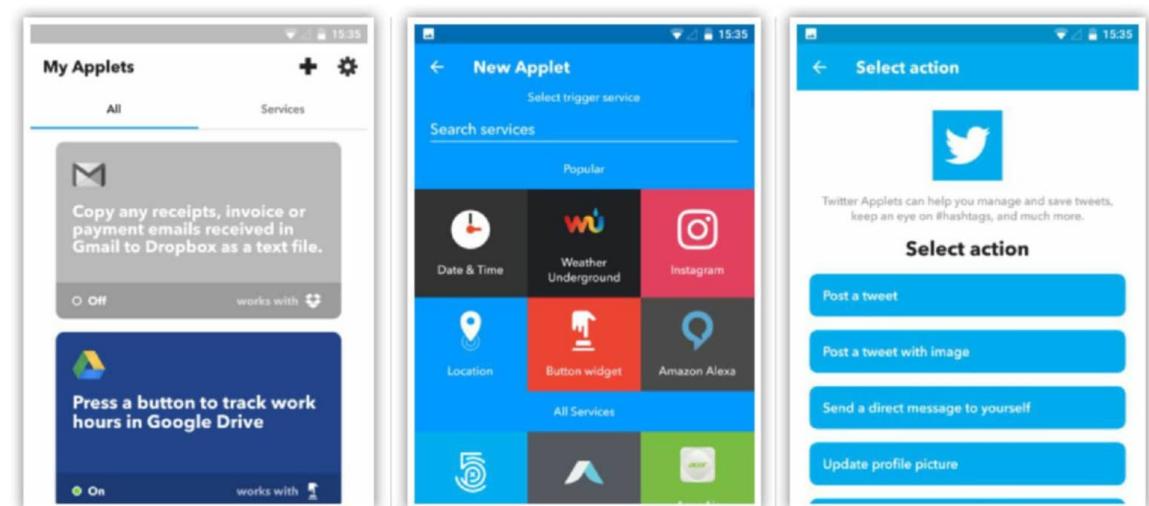 15:35
My Applets
All
Services
Copy any receipts, invoice or
payment emails received in
Gmail to Dropbox as a text file.
Off
works with
Press a button to track work
hours in Google Drive
On
works with
15:35
New Applet
Select trigger service
Search services
Popular
Date & Time
Weather
Underground
Instagram
Location
Button widget
Amazon Alexa
All Services
5
acer
15:35
Select action
Twitter Applets can help you manage and save tweets,
keep an eye on #hashtags, and much more.
Select action
Post a tweet
Post a tweet with image
Send a direct message to yourself
Update profile picture